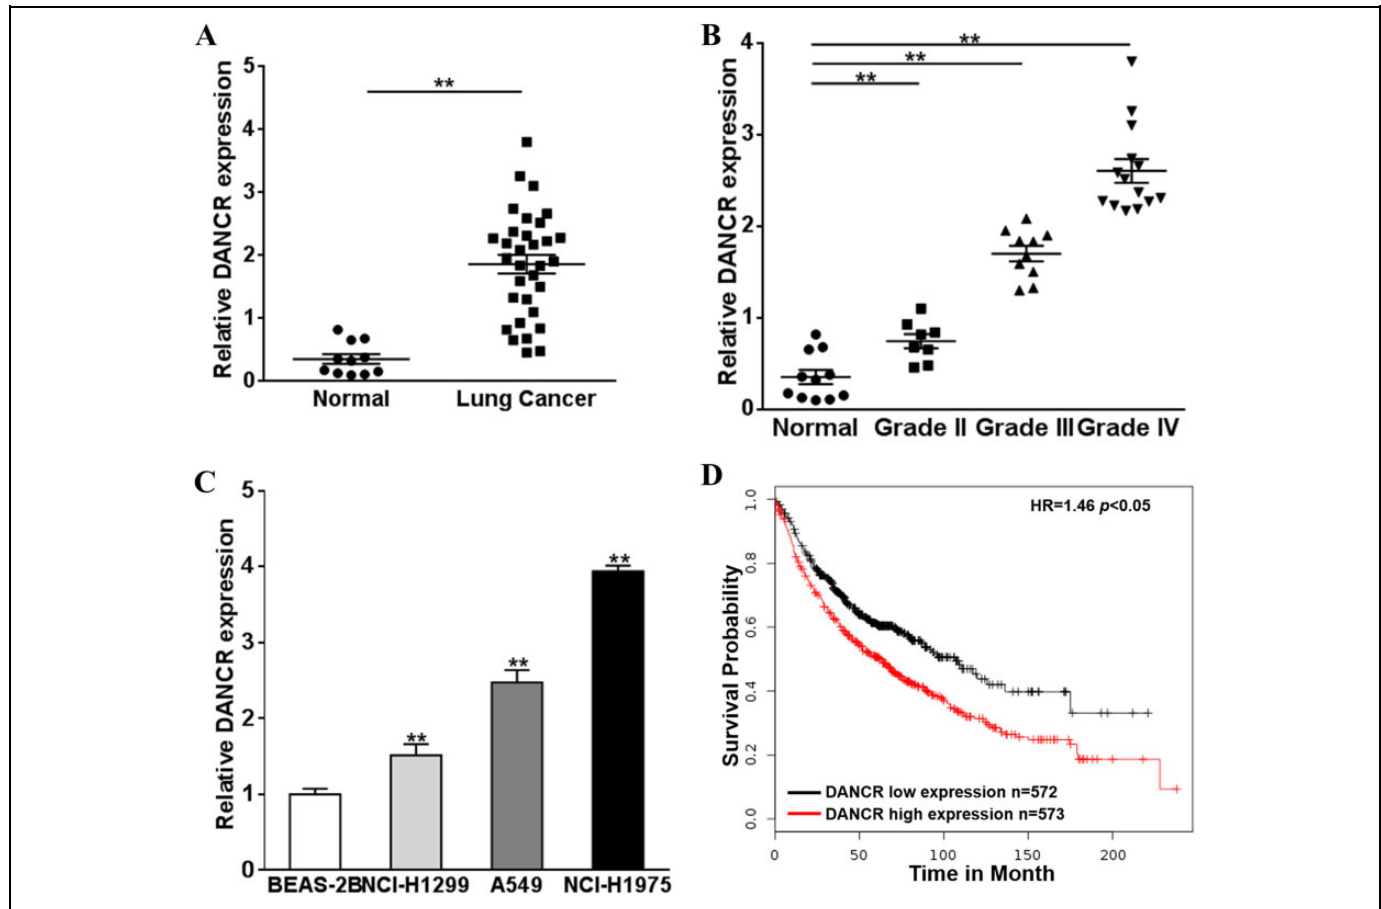 A
Relative DANCR expression
5
4
3
2
1
0
**
Normal Lung Cancer
B
Relative DANCR expression
4
3
2
1
0
**
**
**
Normal Grade II Grade III Grade IV
C
Relative DANCR expression
5
4
3
2
1
0
**
**
**
BEAS-2B NCI-H1299 A549 NCI-H1975
D
Survival Probability
1.0
0.8
0.6
0.4
0.2
0.0
HR=1.46 p<0.05
DANCR low expression n=572
DANCR high expression n=573
0 50 100 150 200
Time in Month